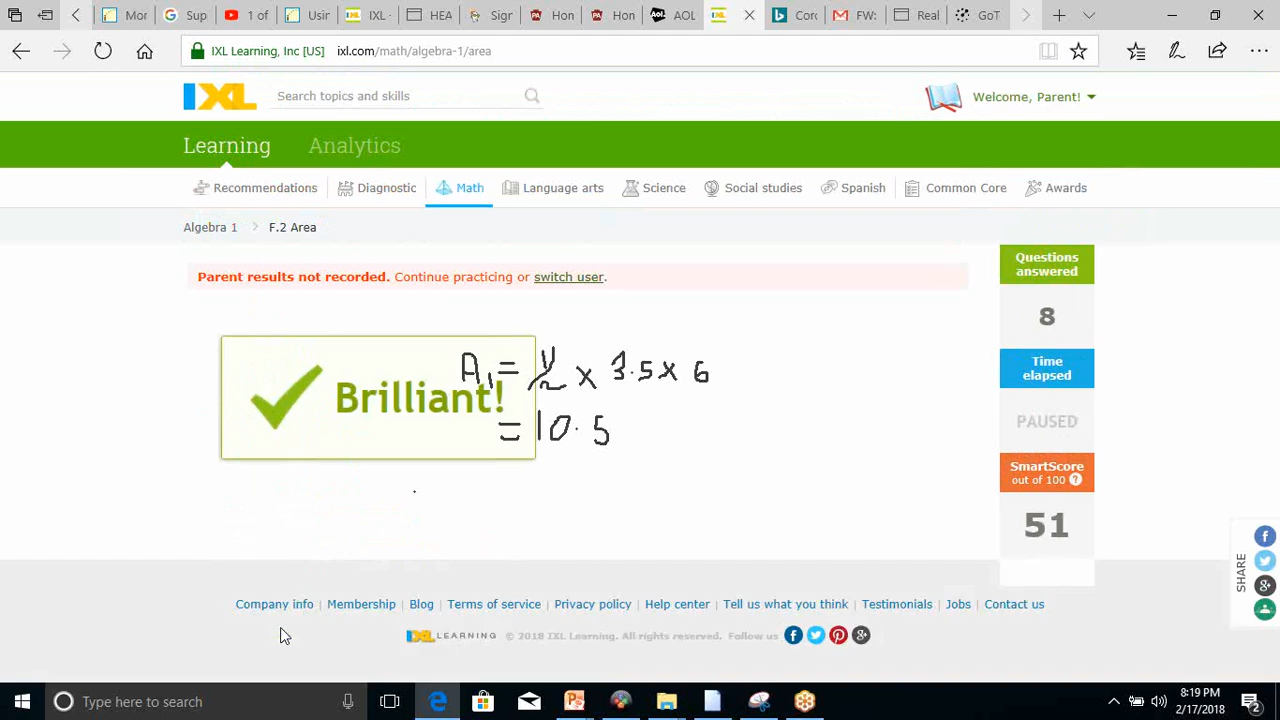 Mor
Sup
1 of
Usir
IXL -
HEA
Sign
Hon
Hon
AOL
IXL
Corc
FW:
Real
GoT
IXL Learning, Inc [US]
ixl.com/math/algebra-1/area
IXL
Search topics and skills
Welcome, Parent!
Learning
Analytics
Recommendations
Diagnostic
Math
Language arts
Science
Social studies
Spanish
Common Core
Awards
Algebra 1
F.2 Area
Parent results not recorded. Continue practicing or switch user.
Questions
answered
8
Time
elapsed
PAUSED
SmartScore
out of 100 ?
51
Brilliant!
A1 = 1/2 x 3.5 x 6
= 10.5
SHARE
Company info | Membership | Blog | Terms of service | Privacy policy | Help center | Tell us what you think | Testimonials | Jobs | Contact us
IXL LEARNING © 2018 IXL Learning. All rights reserved. Follow us
Type here to search
8:19 PM
2/17/2018
2